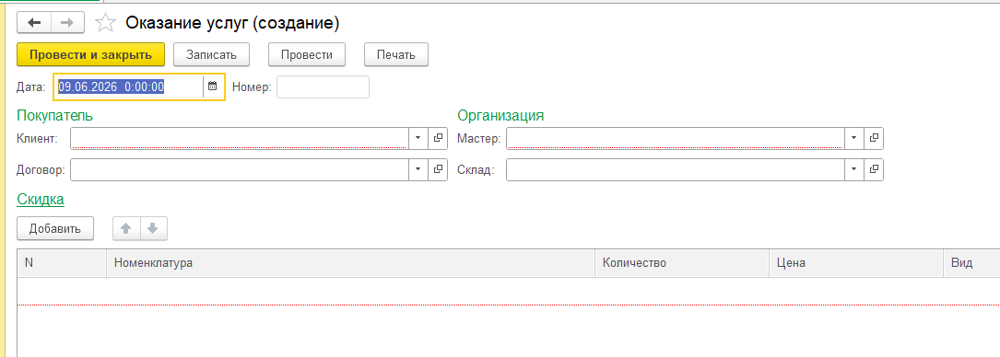 Оказание услуг (создание)
Провести и закрыть Записать Провести Печать
Дата: 09.06.2026 0:00:00 Номер:
Покупатель Организация
Клиент: Мастер:
Договор: Склад:
Скидка
Добавить
N Номенклатура Количество Цена Вид